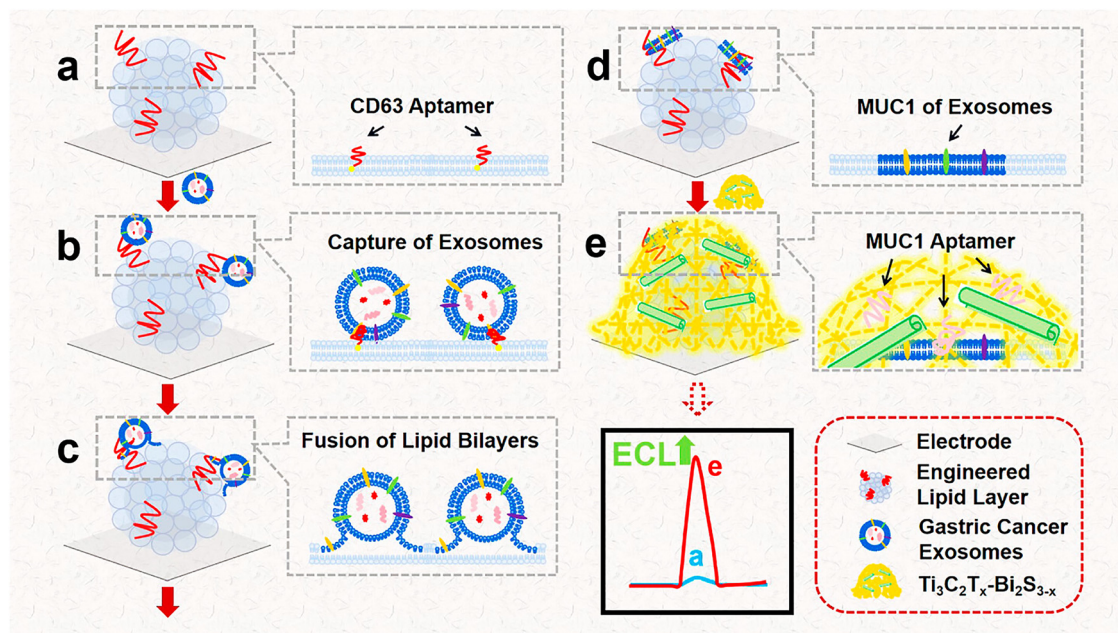 a
CD63 Aptamer
b
Capture of Exosomes
c
Fusion of Lipid Bilayers
d
MUC1 of Exosomes
e
MUC1 Aptamer
ECL
e
a
Electrode
Engineered
Lipid Layer
Gastric Cancer
Exosomes
Ti₃C₂Tₓ-Bi₂S₃₋ₓ